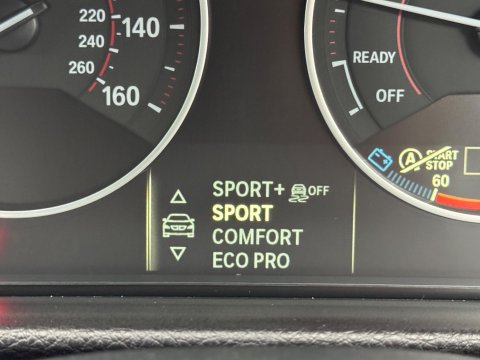 220
140
240
260
160
READY
OFF
START
STOP
60
SPORT+ OFF
SPORT
COMFORT
ECO PRO